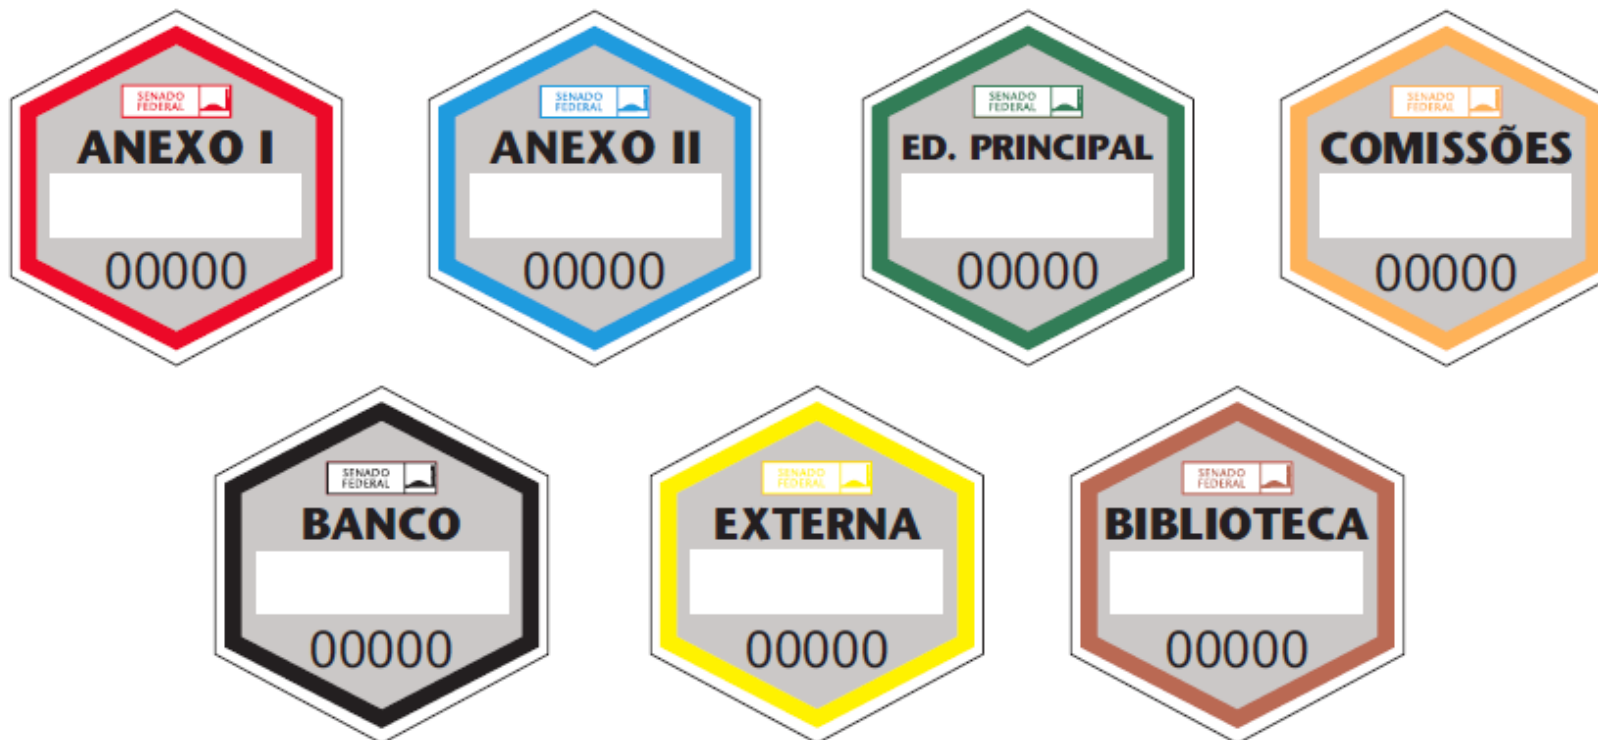 SENADO
FEDERAL
ANEXO I
00000
SENADO
FEDERAL
ANEXO II
00000
SENADO
FEDERAL
ED. PRINCIPAL
00000
SENADO
FEDERAL
COMISSÕES
00000
SENADO
FEDERAL
BANCO
00000
SENADO
FEDERAL
EXTERNA
00000
SENADO
FEDERAL
BIBLIOTECA
00000